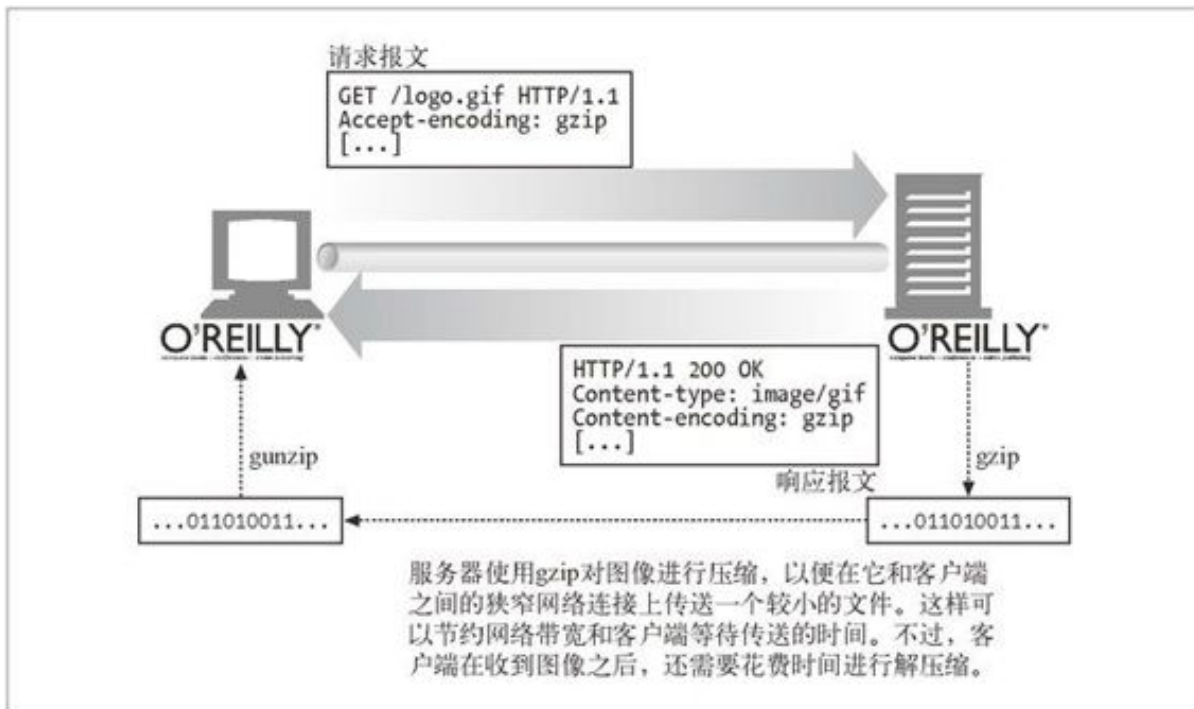 请求报文
GET /logo.gif HTTP/1.1
Accept-encoding: gzip
[...]
O'REILLY®
O'REILLY®
HTTP/1.1 200 OK
Content-type: image/gif
Content-encoding: gzip
[...]
响应报文
gunzip
gzip
...011010011...
...011010011...
服务器使用gzip对图像进行压缩，以便在它和客户端
之间的狭窄网络连接上传送一个较小的文件。这样可
以节约网络带宽和客户端等待传送的时间。不过，客
户端在收到图像之后，还需要花费时间进行解压缩。